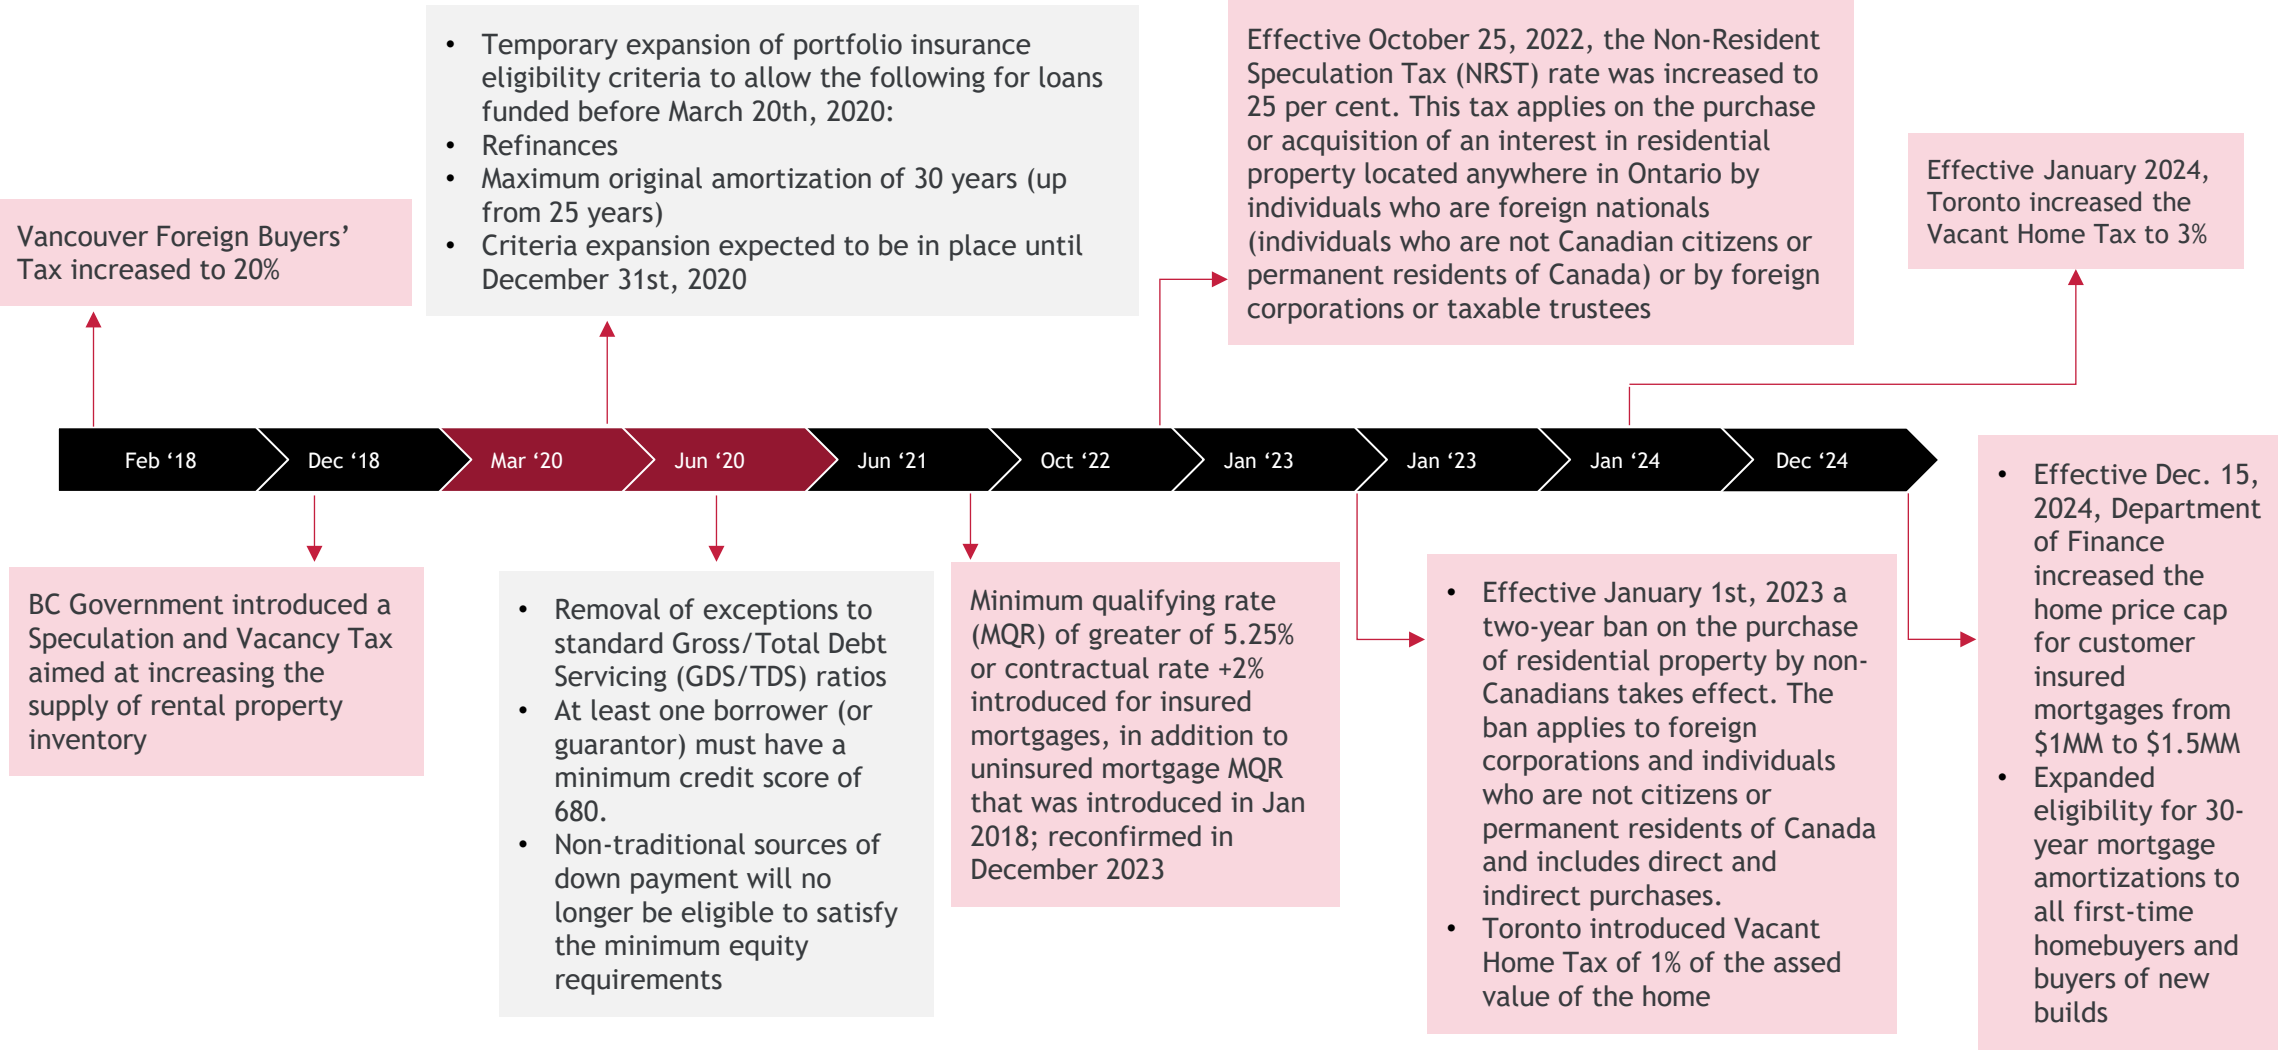 Vancouver Foreign Buyers’
Tax increased to 20%
• Temporary expansion of portfolio insurance
eligibility criteria to allow the following for loans
funded before March 20th, 2020:
• Refinances
• Maximum original amortization of 30 years (up
from 25 years)
• Criteria expansion expected to be in place until
December 31st, 2020
Effective October 25, 2022, the Non-Resident
Speculation Tax (NRST) rate was increased to
25 per cent. This tax applies on the purchase
or acquisition of an interest in residential
property located anywhere in Ontario by
individuals who are foreign nationals
(individuals who are not Canadian citizens or
permanent residents of Canada) or by foreign
corporations or taxable trustees
Effective January 2024,
Toronto increased the
Vacant Home Tax to 3%
Feb ‘18
Dec ‘18
Mar ‘20
Jun ‘20
Jun ‘21
Oct ‘22
Jan ‘23
Jan ‘23
Jan ‘24
Dec ‘24
BC Government introduced a
Speculation and Vacancy Tax
aimed at increasing the
supply of rental property
inventory
• Removal of exceptions to
standard Gross/Total Debt
Servicing (GDS/TDS) ratios
• At least one borrower (or
guarantor) must have a
minimum credit score of
680.
• Non-traditional sources of
down payment will no
longer be eligible to satisfy
the minimum equity
requirements
Minimum qualifying rate
(MQR) of greater of 5.25%
or contractual rate +2%
introduced for insured
mortgages, in addition to
uninsured mortgage MQR
that was introduced in Jan
2018; reconfirmed in
December 2023
• Effective January 1st, 2023 a
two-year ban on the purchase
of residential property by non-
Canadians takes effect. The
ban applies to foreign
corporations and individuals
who are not citizens or
permanent residents of Canada
and includes direct and
indirect purchases.
• Toronto introduced Vacant
Home Tax of 1% of the assed
value of the home
• Effective Dec. 15,
2024, Department
of Finance
increased the
home price cap
for customer
insured
mortgages from
$1MM to $1.5MM
• Expanded
eligibility for 30-
year mortgage
amortizations to
all first-time
homebuyers and
buyers of new
builds